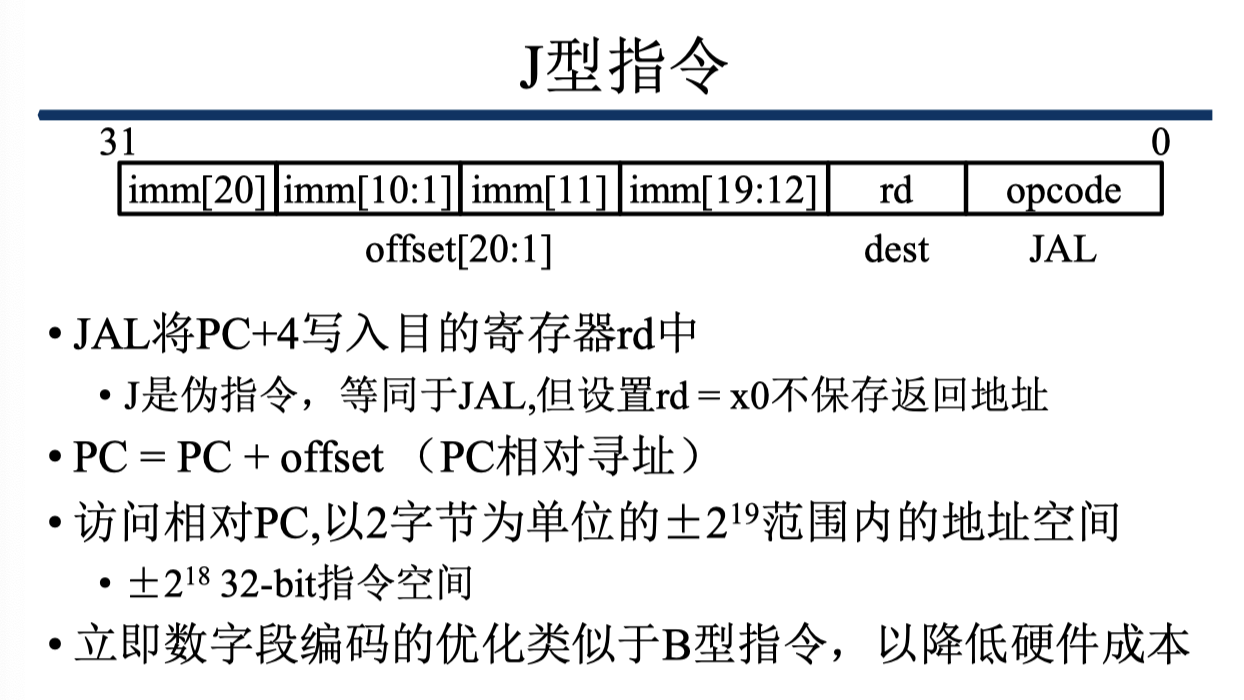 J型指令
31 0
imm[20] imm[10:1] imm[11] imm[19:12] rd opcode
offset[20:1] dest JAL
• JAL将PC+4写入目的寄存器rd中
• J是伪指令，等同于JAL,但设置rd = x0不保存返回地址
• PC = PC + offset （PC相对寻址）
• 访问相对PC,以2字节为单位的±2¹⁹范围内的地址空间
• ±2¹⁸ 32-bit指令空间
• 立即数字段编码的优化类似于B型指令，以降低硬件成本